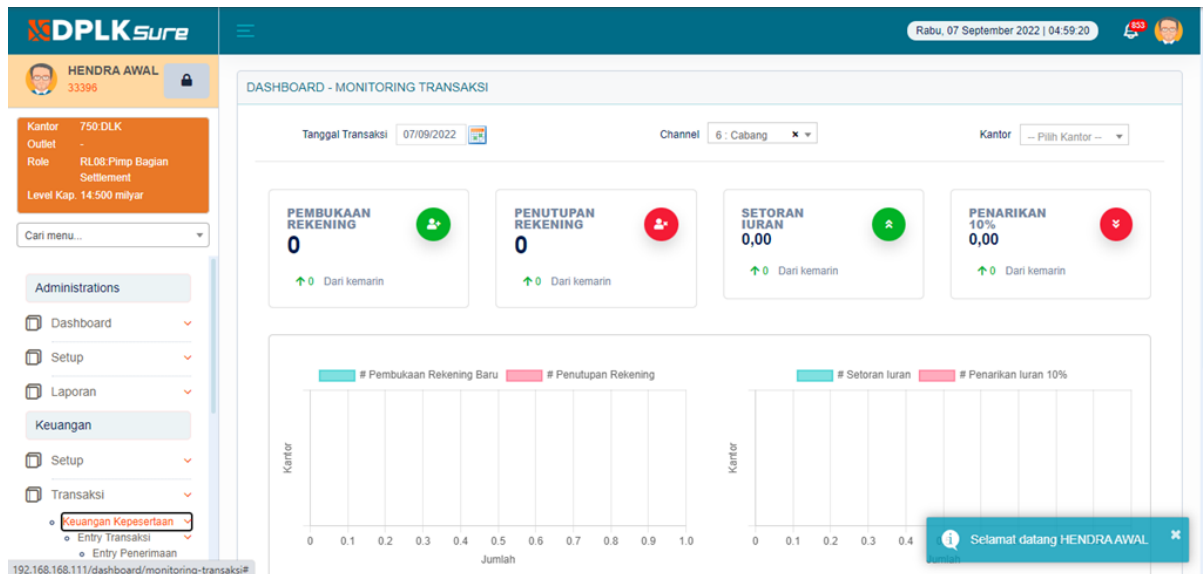 DPLKSure
Rabu, 07 September 2022 | 04:59:20
853
HENDRA AWAL
33396
Kantor 750:DLK
Outlet -
Role RL08:Pimp Bagian
Settlement
Level Kap. 14:500 milyar
Cari menu...
Administrations
Dashboard
Setup
Laporan
Keuangan
Setup
Transaksi
Keuangan Kepesertaan
Entry Transaksi
Entry Penerimaan
192.168.168.111/dashboard/monitoring-transaksi#
DASHBOARD - MONITORING TRANSAKSI
Tanggal Transaksi 07/09/2022
Channel 6 : Cabang
Kantor -- Pilih Kantor --
PEMBUKAAN
REKENING
0
0 Dari kemarin
PENUTUPAN
REKENING
0
0 Dari kemarin
SETORAN
IURAN
0,00
0 Dari kemarin
PENARIKAN
10%
0,00
0 Dari kemarin
# Pembukaan Rekening Baru # Penutupan Rekening
Kantor
0 0.1 0.2 0.3 0.4 0.5 0.6 0.7 0.8 0.9 1.0
Jumlah
# Setoran Iuran # Penarikan Iuran 10%
Kantor
0 0.1 0.2 0.3 0.4
Jumlah
Selamat datang HENDRA AWAL